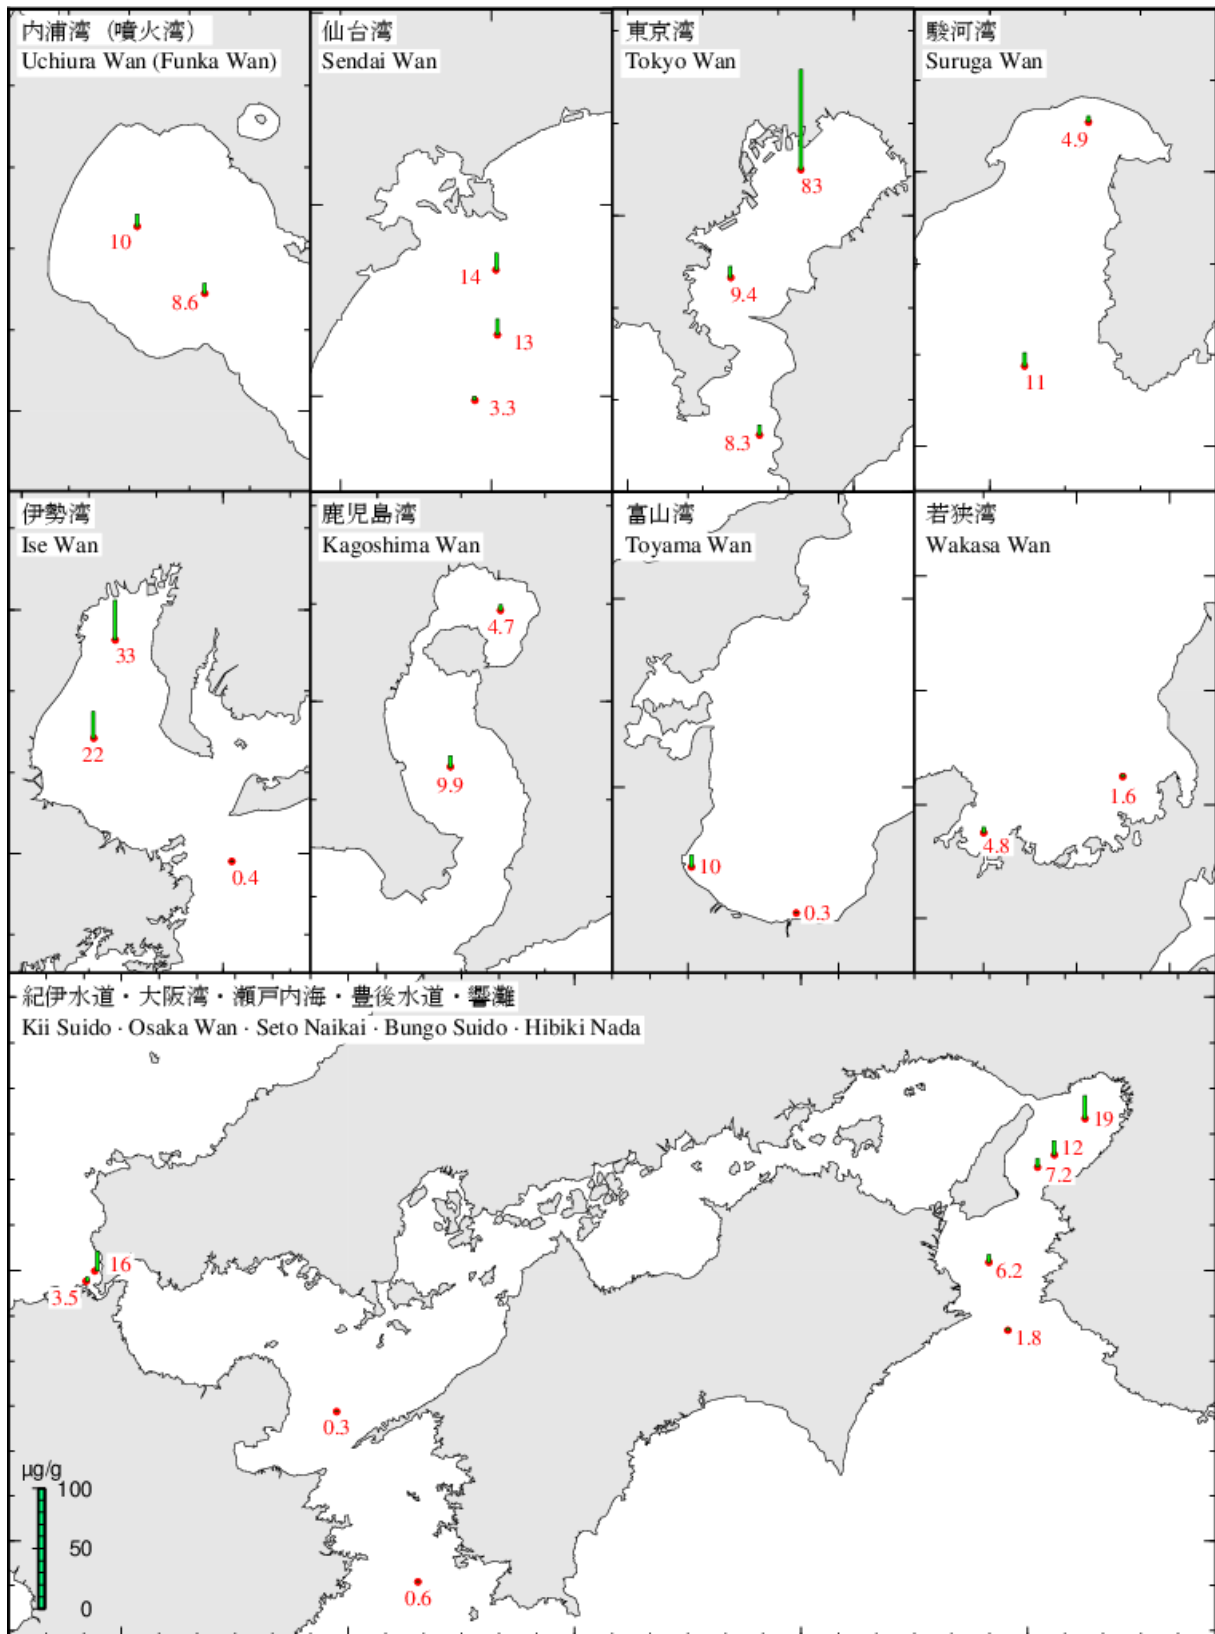 内浦湾（噴火湾）
Uchiura Wan (Funka Wan)
10
8.6
仙台湾
Sendai Wan
14
13
3.3
東京湾
Tokyo Wan
83
9.4
8.3
駿河湾
Suruga Wan
4.9
11
伊勢湾
Ise Wan
33
22
0.4
鹿児島湾
Kagoshima Wan
4.7
9.9
富山湾
Toyama Wan
10
0.3
若狭湾
Wakasa Wan
1.6
4.8
紀伊水道・大阪湾・瀬戸内海・豊後水道・響灘
Kii Suido · Osaka Wan · Seto Naikai · Bungo Suido · Hibiki Nada
19
12
7.2
16
3.5
6.2
1.8
0.3
0.6
µg/g
100
50
0